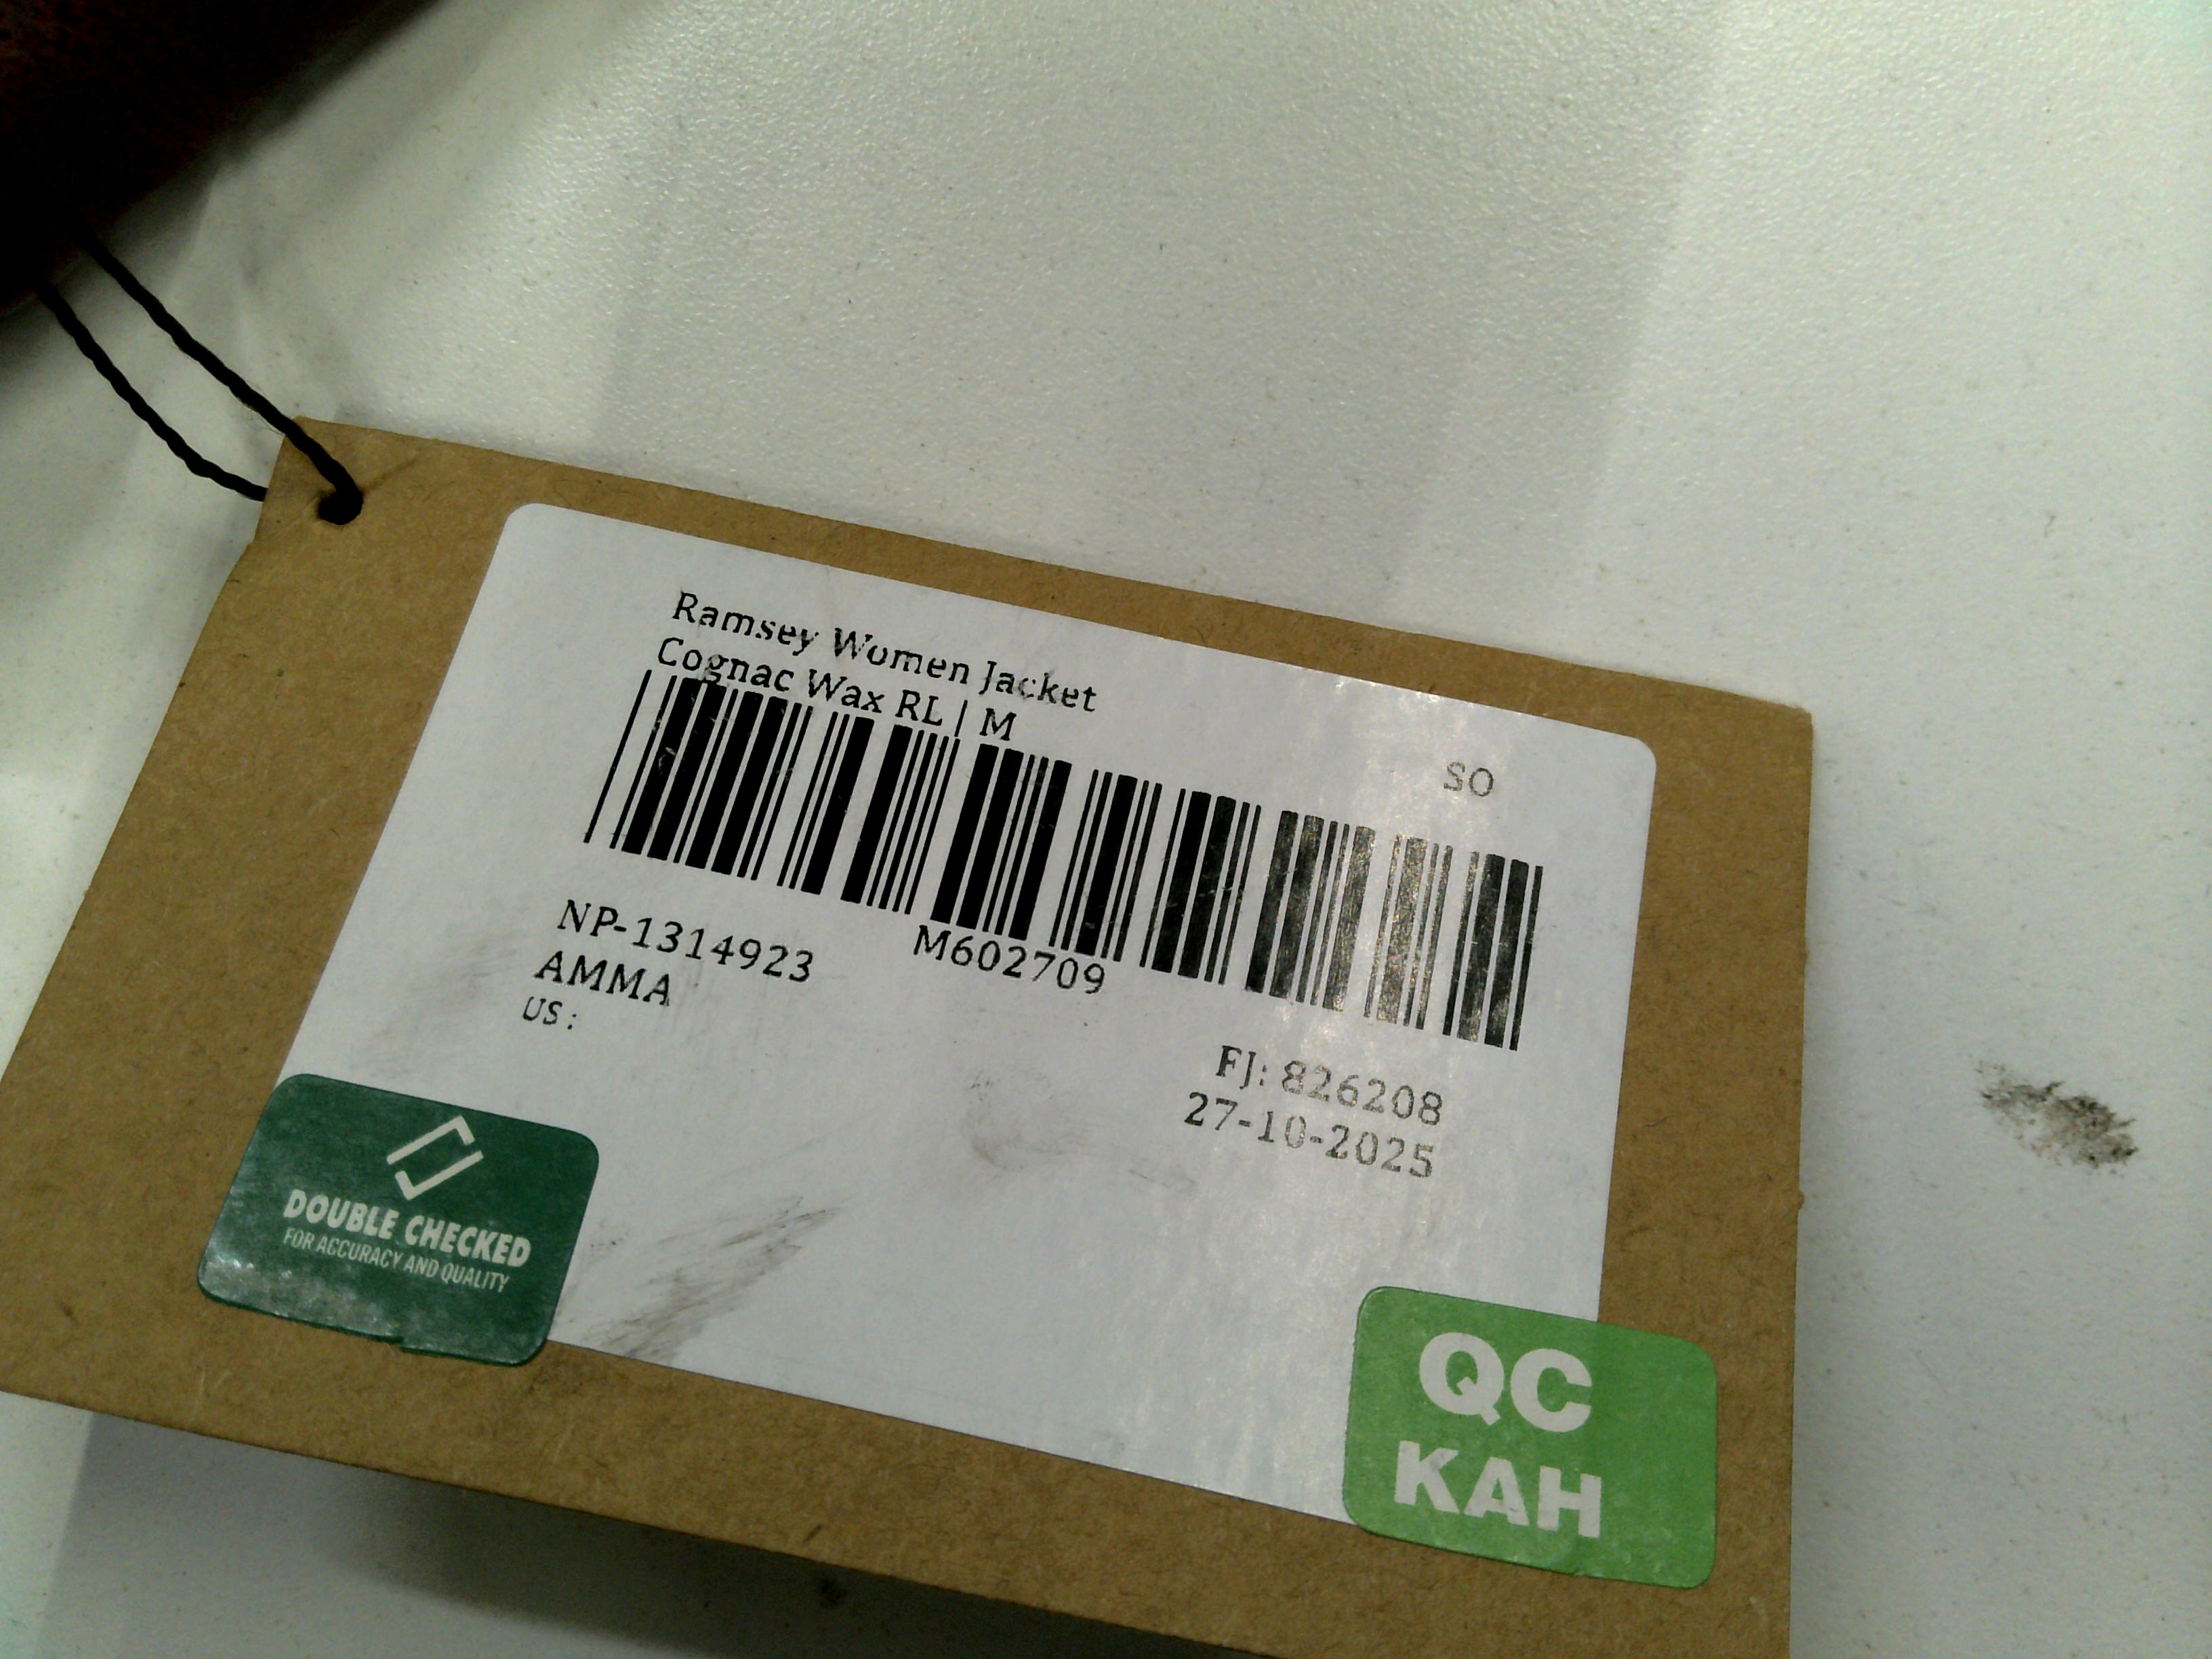 Ramsey Women Jacket
Cognac Wax RL | M
SO
NP-1314923
M602709
AMMA
US :
FJ: 826208
27-10-2025
DOUBLE CHECKED
FOR ACCURACY AND QUALITY
QC
KAH